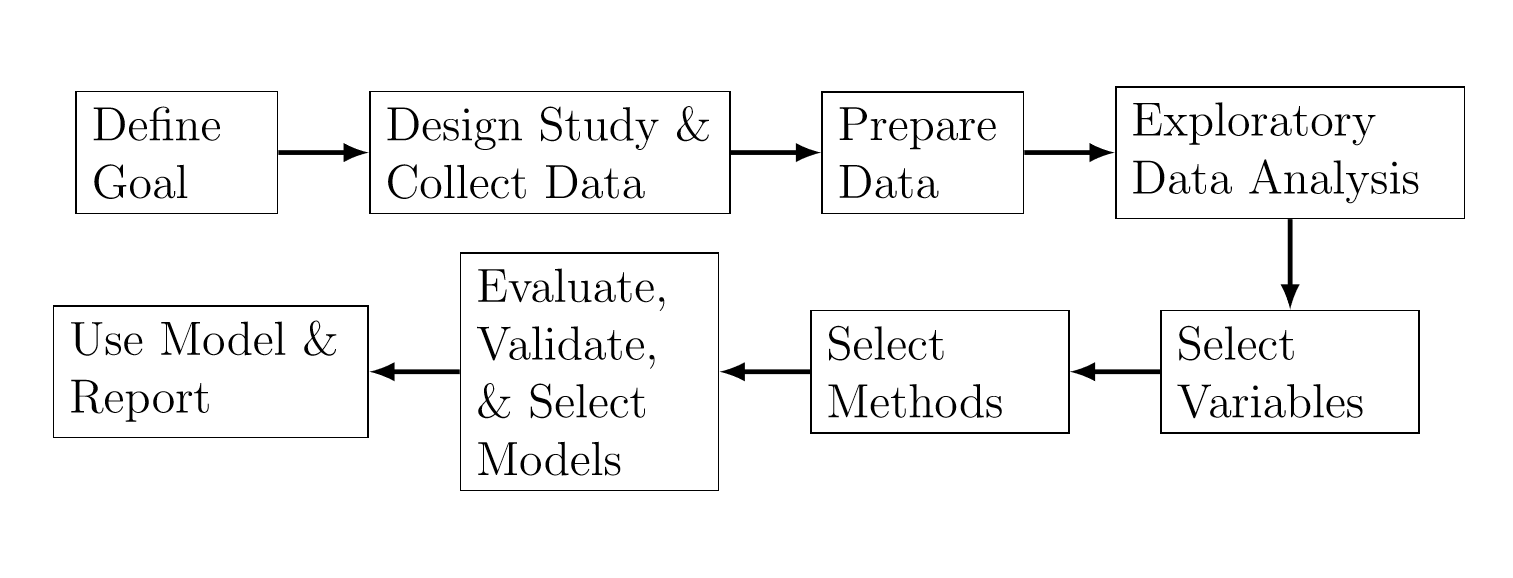 Define
Goal
Design Study &
Collect Data
Prepare
Data
Exploratory
Data Analysis
Select
Variables
Select
Methods
Evaluate,
Validate,
& Select
Models
Use Model &
Report